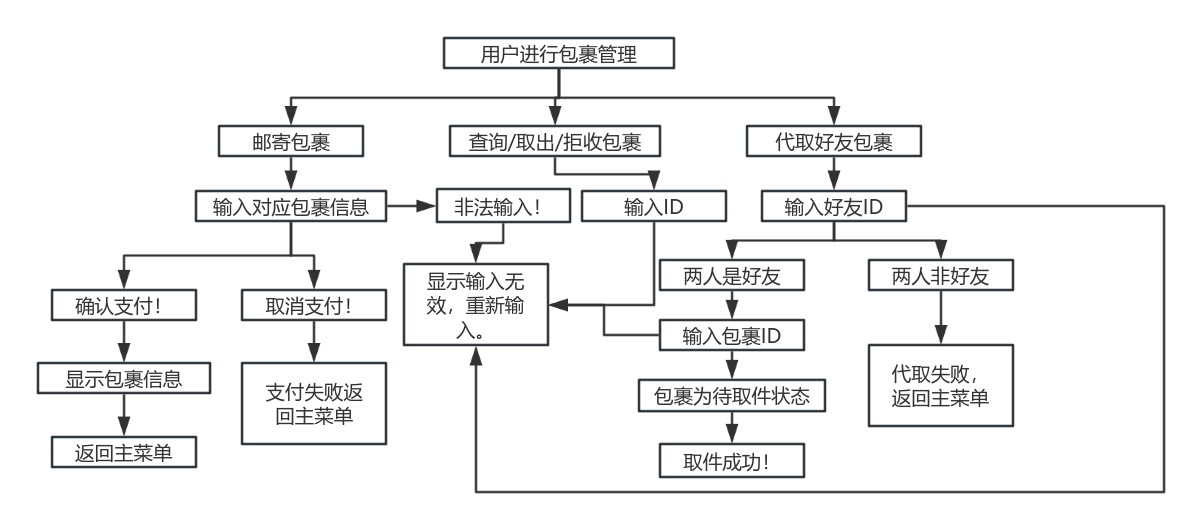 用户进行包裹管理
邮寄包裹
查询/取出/拒收包裹
代取好友包裹
输入对应包裹信息
非法输入！
输入ID
输入好友ID
显示输入无
效，重新输
入。
两人是好友
两人非好友
确认支付！
取消支付！
输入包裹ID
显示包裹信息
支付失败返
回主菜单
包裹为待取件状态
代取失败，
返回主菜单
返回主菜单
取件成功！